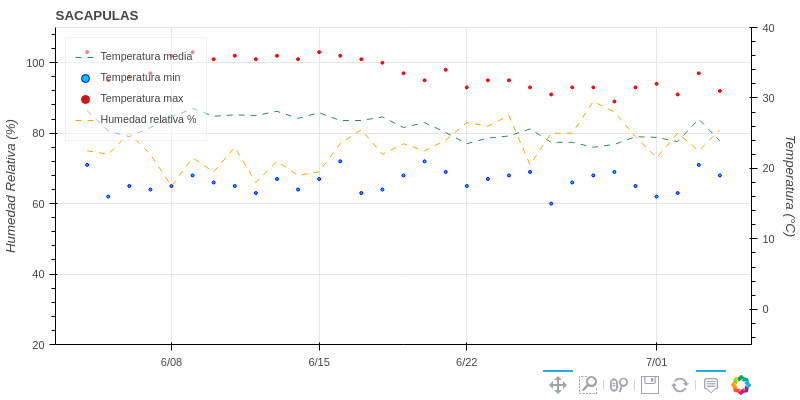 SACAPULAS
Temperatura media
Temperatura min
Temperatura max
Humedad relativa %
Humedad Relativa (%)
100
80
60
40
20
40
30
20
10
0
Temperatura (°C)
6/08
6/15
6/22
7/01